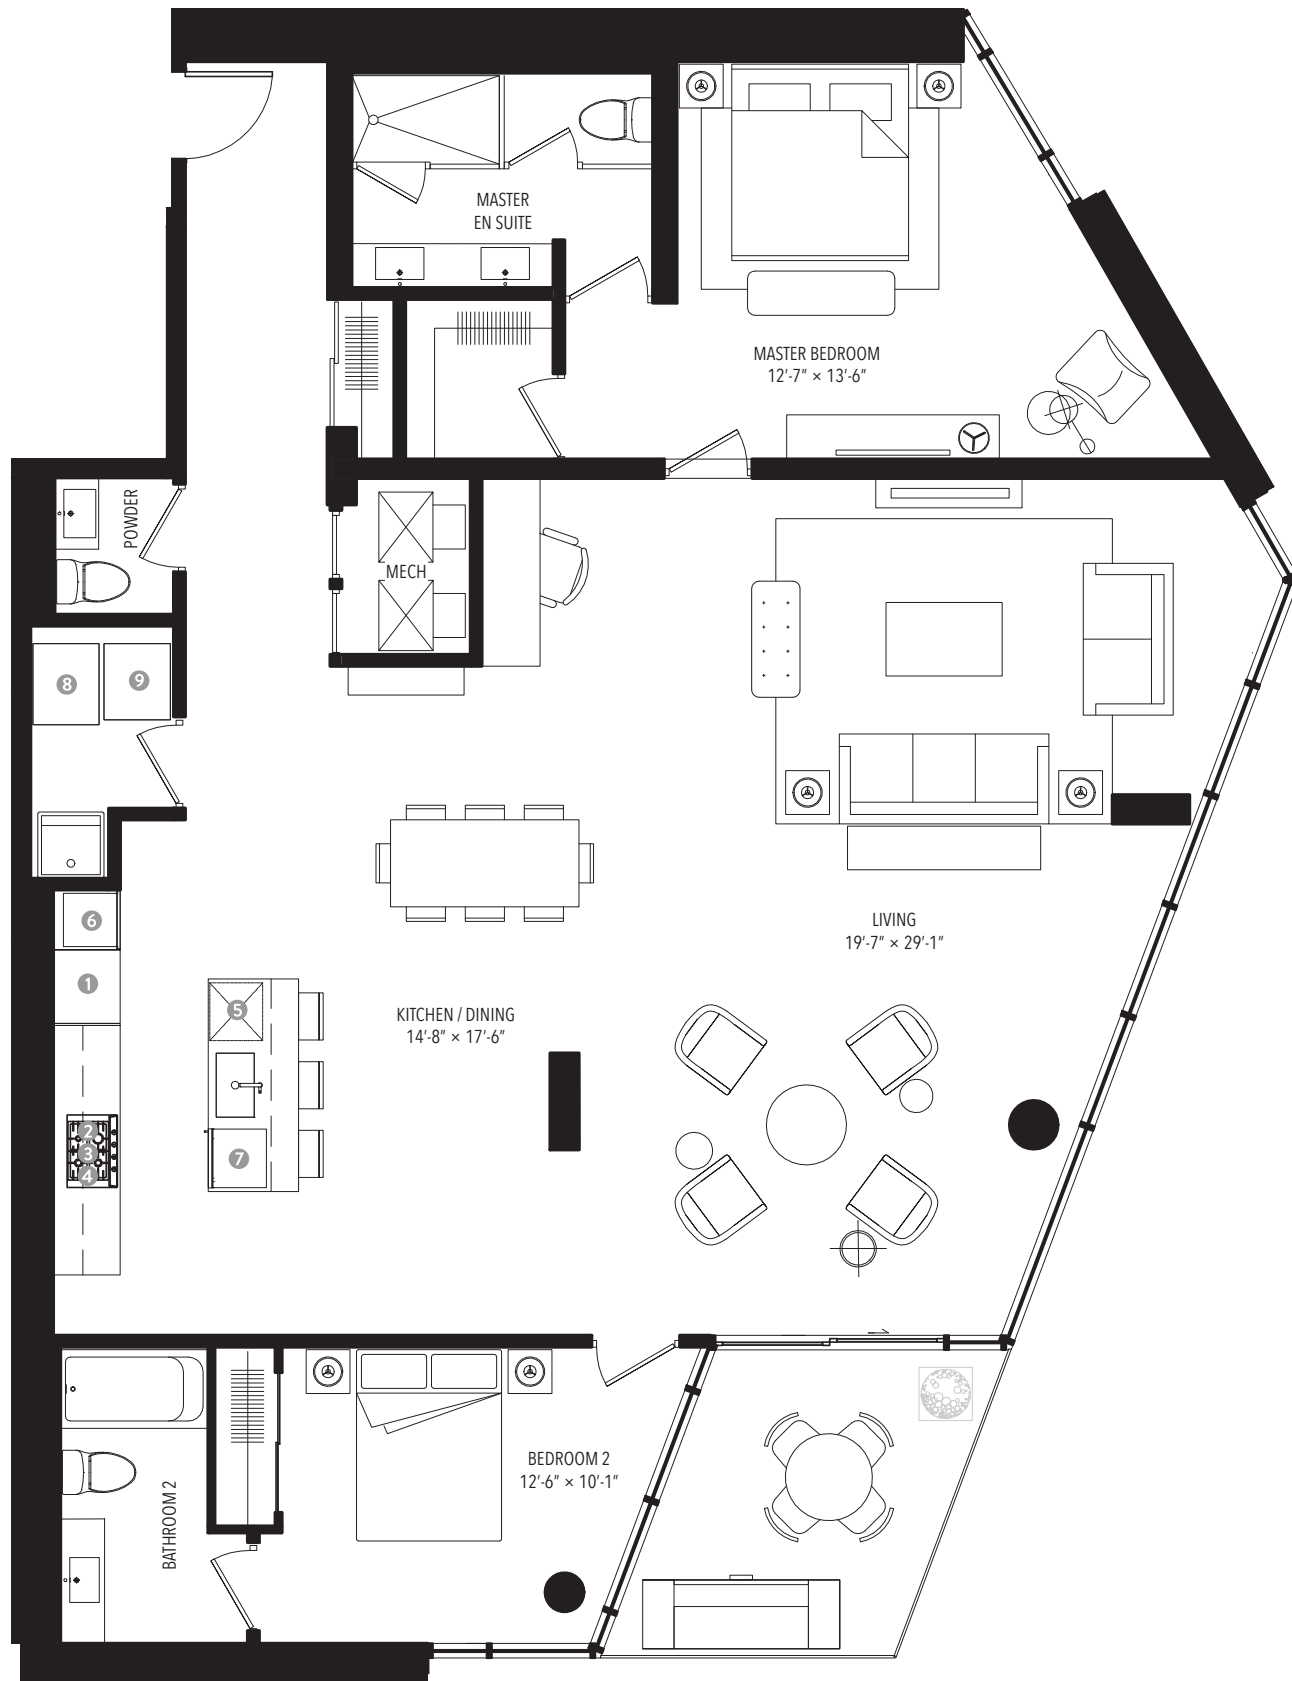 MASTER
EN SUITE
MASTER BEDROOM
12'-7" × 13'-6"
POWDER
MECH
8
9
6
LIVING
19'-7" × 29'-1"
1
5
KITCHEN / DINING
14'-8" × 17'-6"
2
3
4
7
BEDROOM 2
12'-6" × 10'-1"
BATHROOM 2